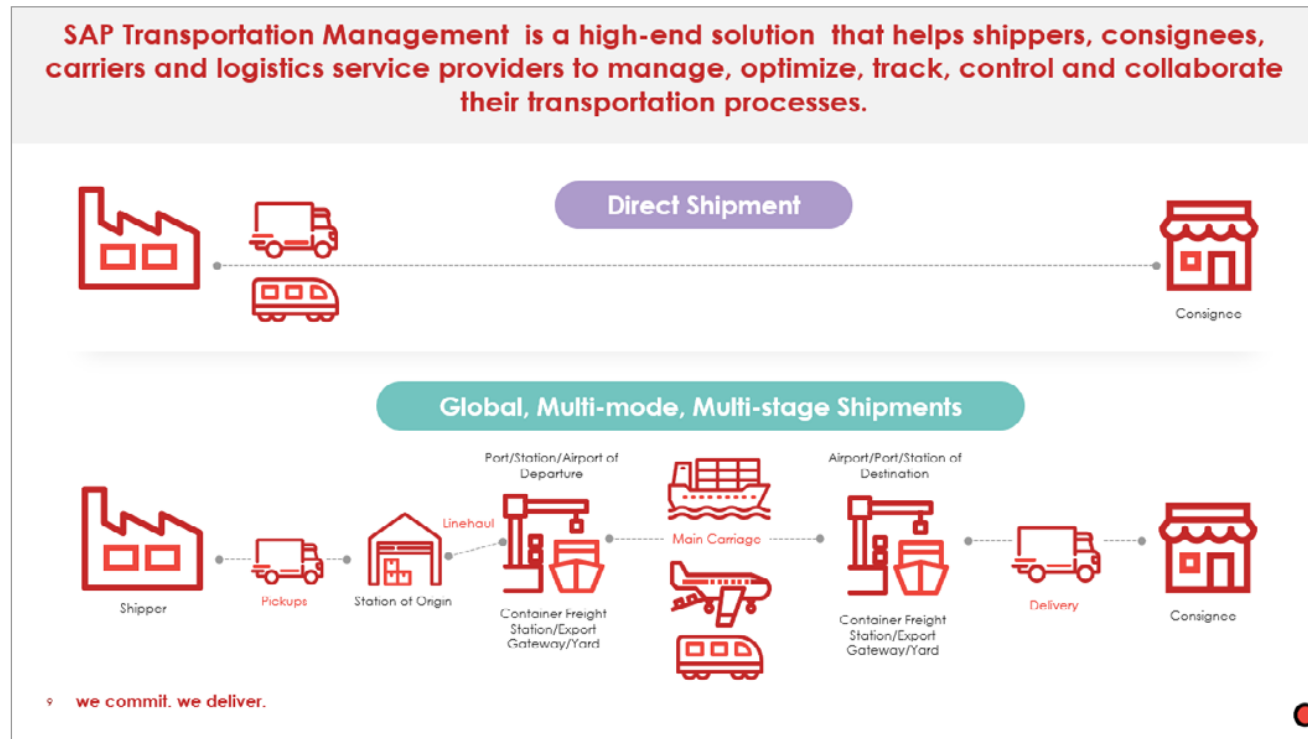 SAP Transportation Management is a high-end solution that helps shippers, consignees,
carriers and logistics service providers to manage, optimize, track, control and collaborate
their transportation processes.
Direct Shipment
Consignee
Global, Multi-mode, Multi-stage Shipments
Port/Station/Airport of
Departure
Airport/Port/Station of
Destination
Linehaul
Main Carriage
Shipper
Pickups
Station of Origin
Container Freight
Station/Export
Gateway/Yard
Container Freight
Station/Export
Gateway/Yard
Delivery
Consignee
9 we commit. we deliver.